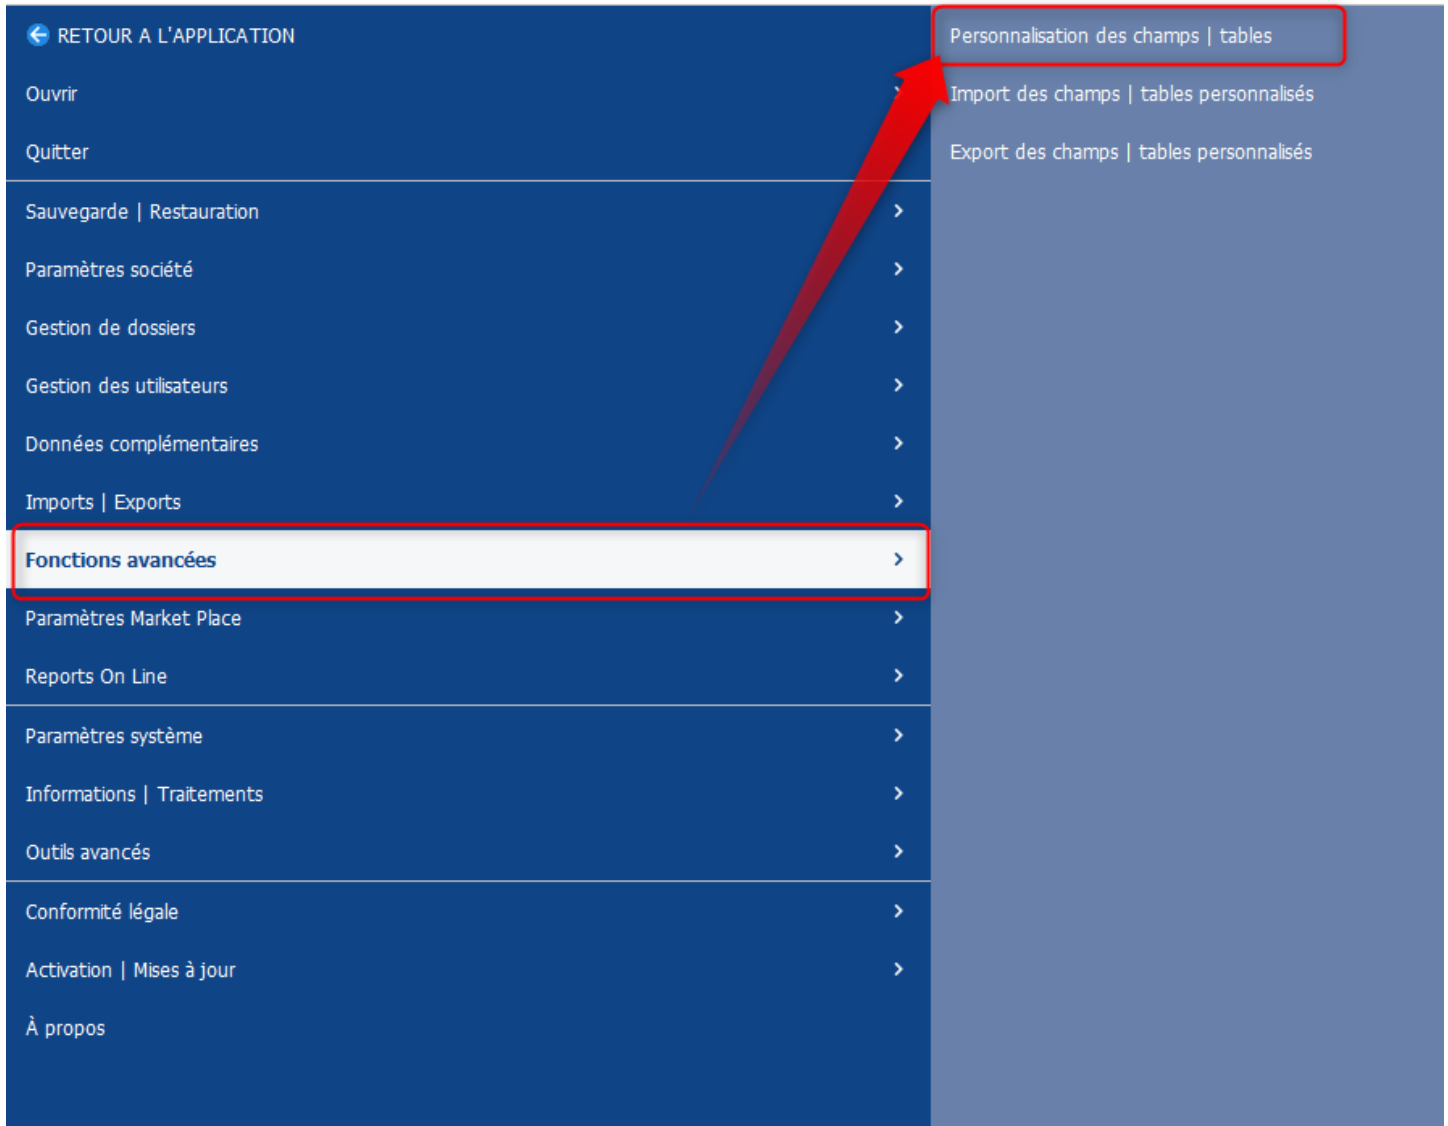 RETOUR A L'APPLICATION
Ouvrir
Quitter
Sauvegarde | Restauration
Paramètres société
Gestion de dossiers
Gestion des utilisateurs
Données complémentaires
Imports | Exports
Fonctions avancées
Paramètres Market Place
Reports On Line
Paramètres système
Informations | Traitements
Outils avancés
Conformité légale
Activation | Mises à jour
À propos
Personnalisation des champs | tables
Import des champs | tables personnalisés
Export des champs | tables personnalisés